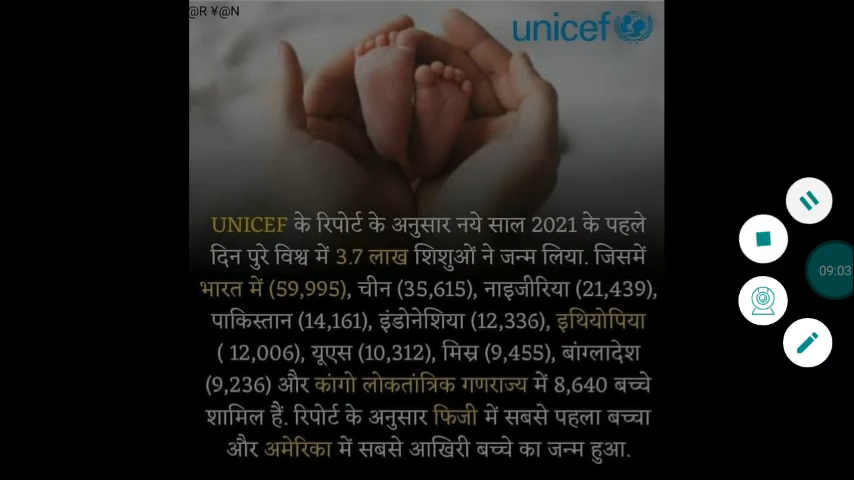 @R ¥@N
unicef
UNICEF के रिपोर्ट के अनुसार नये साल 2021 के पहले
दिन पुरे विश्व में 3.7 लाख शिशुओं ने जन्म लिया. जिसमें
भारत में (59,995), चीन (35,615), नाइजीरिया (21,439),
पाकिस्तान (14,161), इंडोनेशिया (12,336), इथियोपिया
( 12,006), यूएस (10,312), मिस्र (9,455), बांग्लादेश
(9,236) और कांगो लोकतांत्रिक गणराज्य में 8,640 बच्चे
शामिल हैं. रिपोर्ट के अनुसार फिजी में सबसे पहला बच्चा
और अमेरिका में सबसे आखिरी बच्चे का जन्म हुआ.
09:03